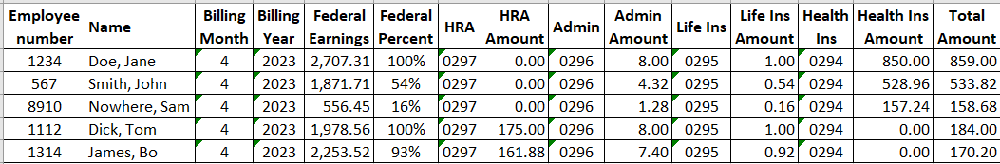 Employee number Name Billing Month Billing Year Federal Earnings Federal Percent HRA HRA Amount Admin Admin Amount Life Ins Life Ins Amount Health Ins Health Ins Amount Total Amount
1234 Doe, Jane 4 2023 2,707.31 100% 0297 0.00 0296 8.00 0295 1.00 0294 850.00 859.00
567 Smith, John 4 2023 1,871.71 54% 0297 0.00 0296 4.32 0295 0.54 0294 528.96 533.82
8910 Nowhere, Sam 4 2023 556.45 16% 0297 0.00 0296 1.28 0295 0.16 0294 157.24 158.68
1112 Dick, Tom 4 2023 1,978.56 100% 0297 175.00 0296 8.00 0295 1.00 0294 0.00 184.00
1314 James, Bo 4 2023 2,253.52 93% 0297 161.88 0296 7.40 0295 0.92 0294 0.00 170.20